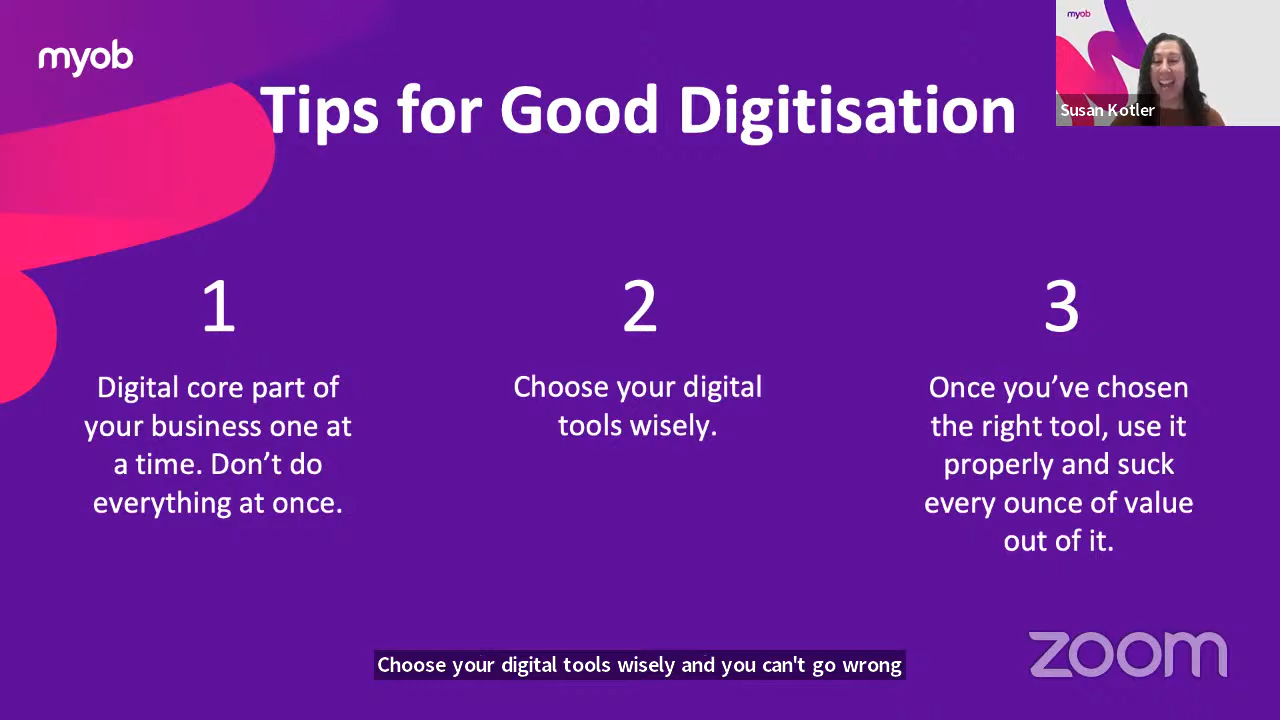 myob
myob
Susan Kotler
Tips for Good Digitisation
1
Digital core part of
your business one at
a time. Don’t do
everything at once.
2
Choose your digital
tools wisely.
3
Once you’ve chosen
the right tool, use it
properly and suck
every ounce of value
out of it.
Choose your digital tools wisely and you can't go wrong
zoom